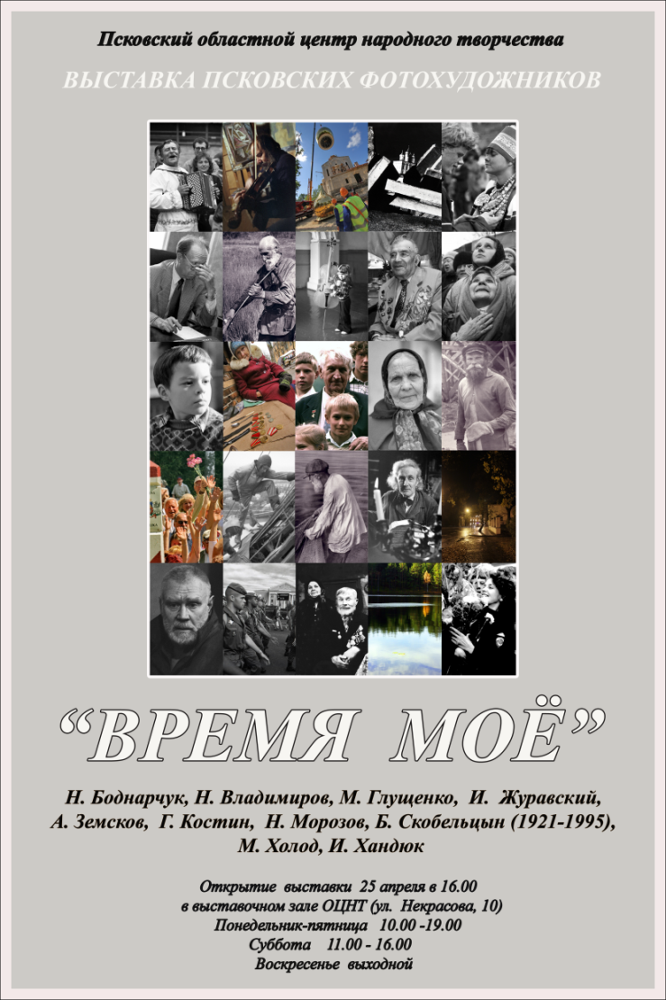 Псковский областной центр народного творчества
ВЫСТАВКА ПСКОВСКИХ ФОТОХУДОЖНИКОВ
“ВРЕМЯ МОЁ”
Н. Боднарчук, Н. Владимиров, М. Глущенко, И. Журавский,
А. Земсков, Г. Костин, Н. Морозов, Б. Скобельцын (1921-1995),
М. Холод, И. Хандюк
Открытие выставки 25 апреля в 16.00
в выставочном зале ОЦНТ (ул. Некрасова, 10)
Понедельник-пятница 10.00 -19.00
Суббота 11.00 - 16.00
Воскресенье выходной